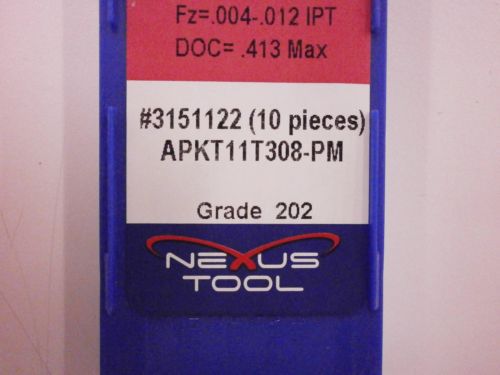 Fz=.004-.012 IPT
DOC= .413 Max
#3151122 (10 pieces)
APKT11T308-PM
Grade 202
NEXUS
TOOL